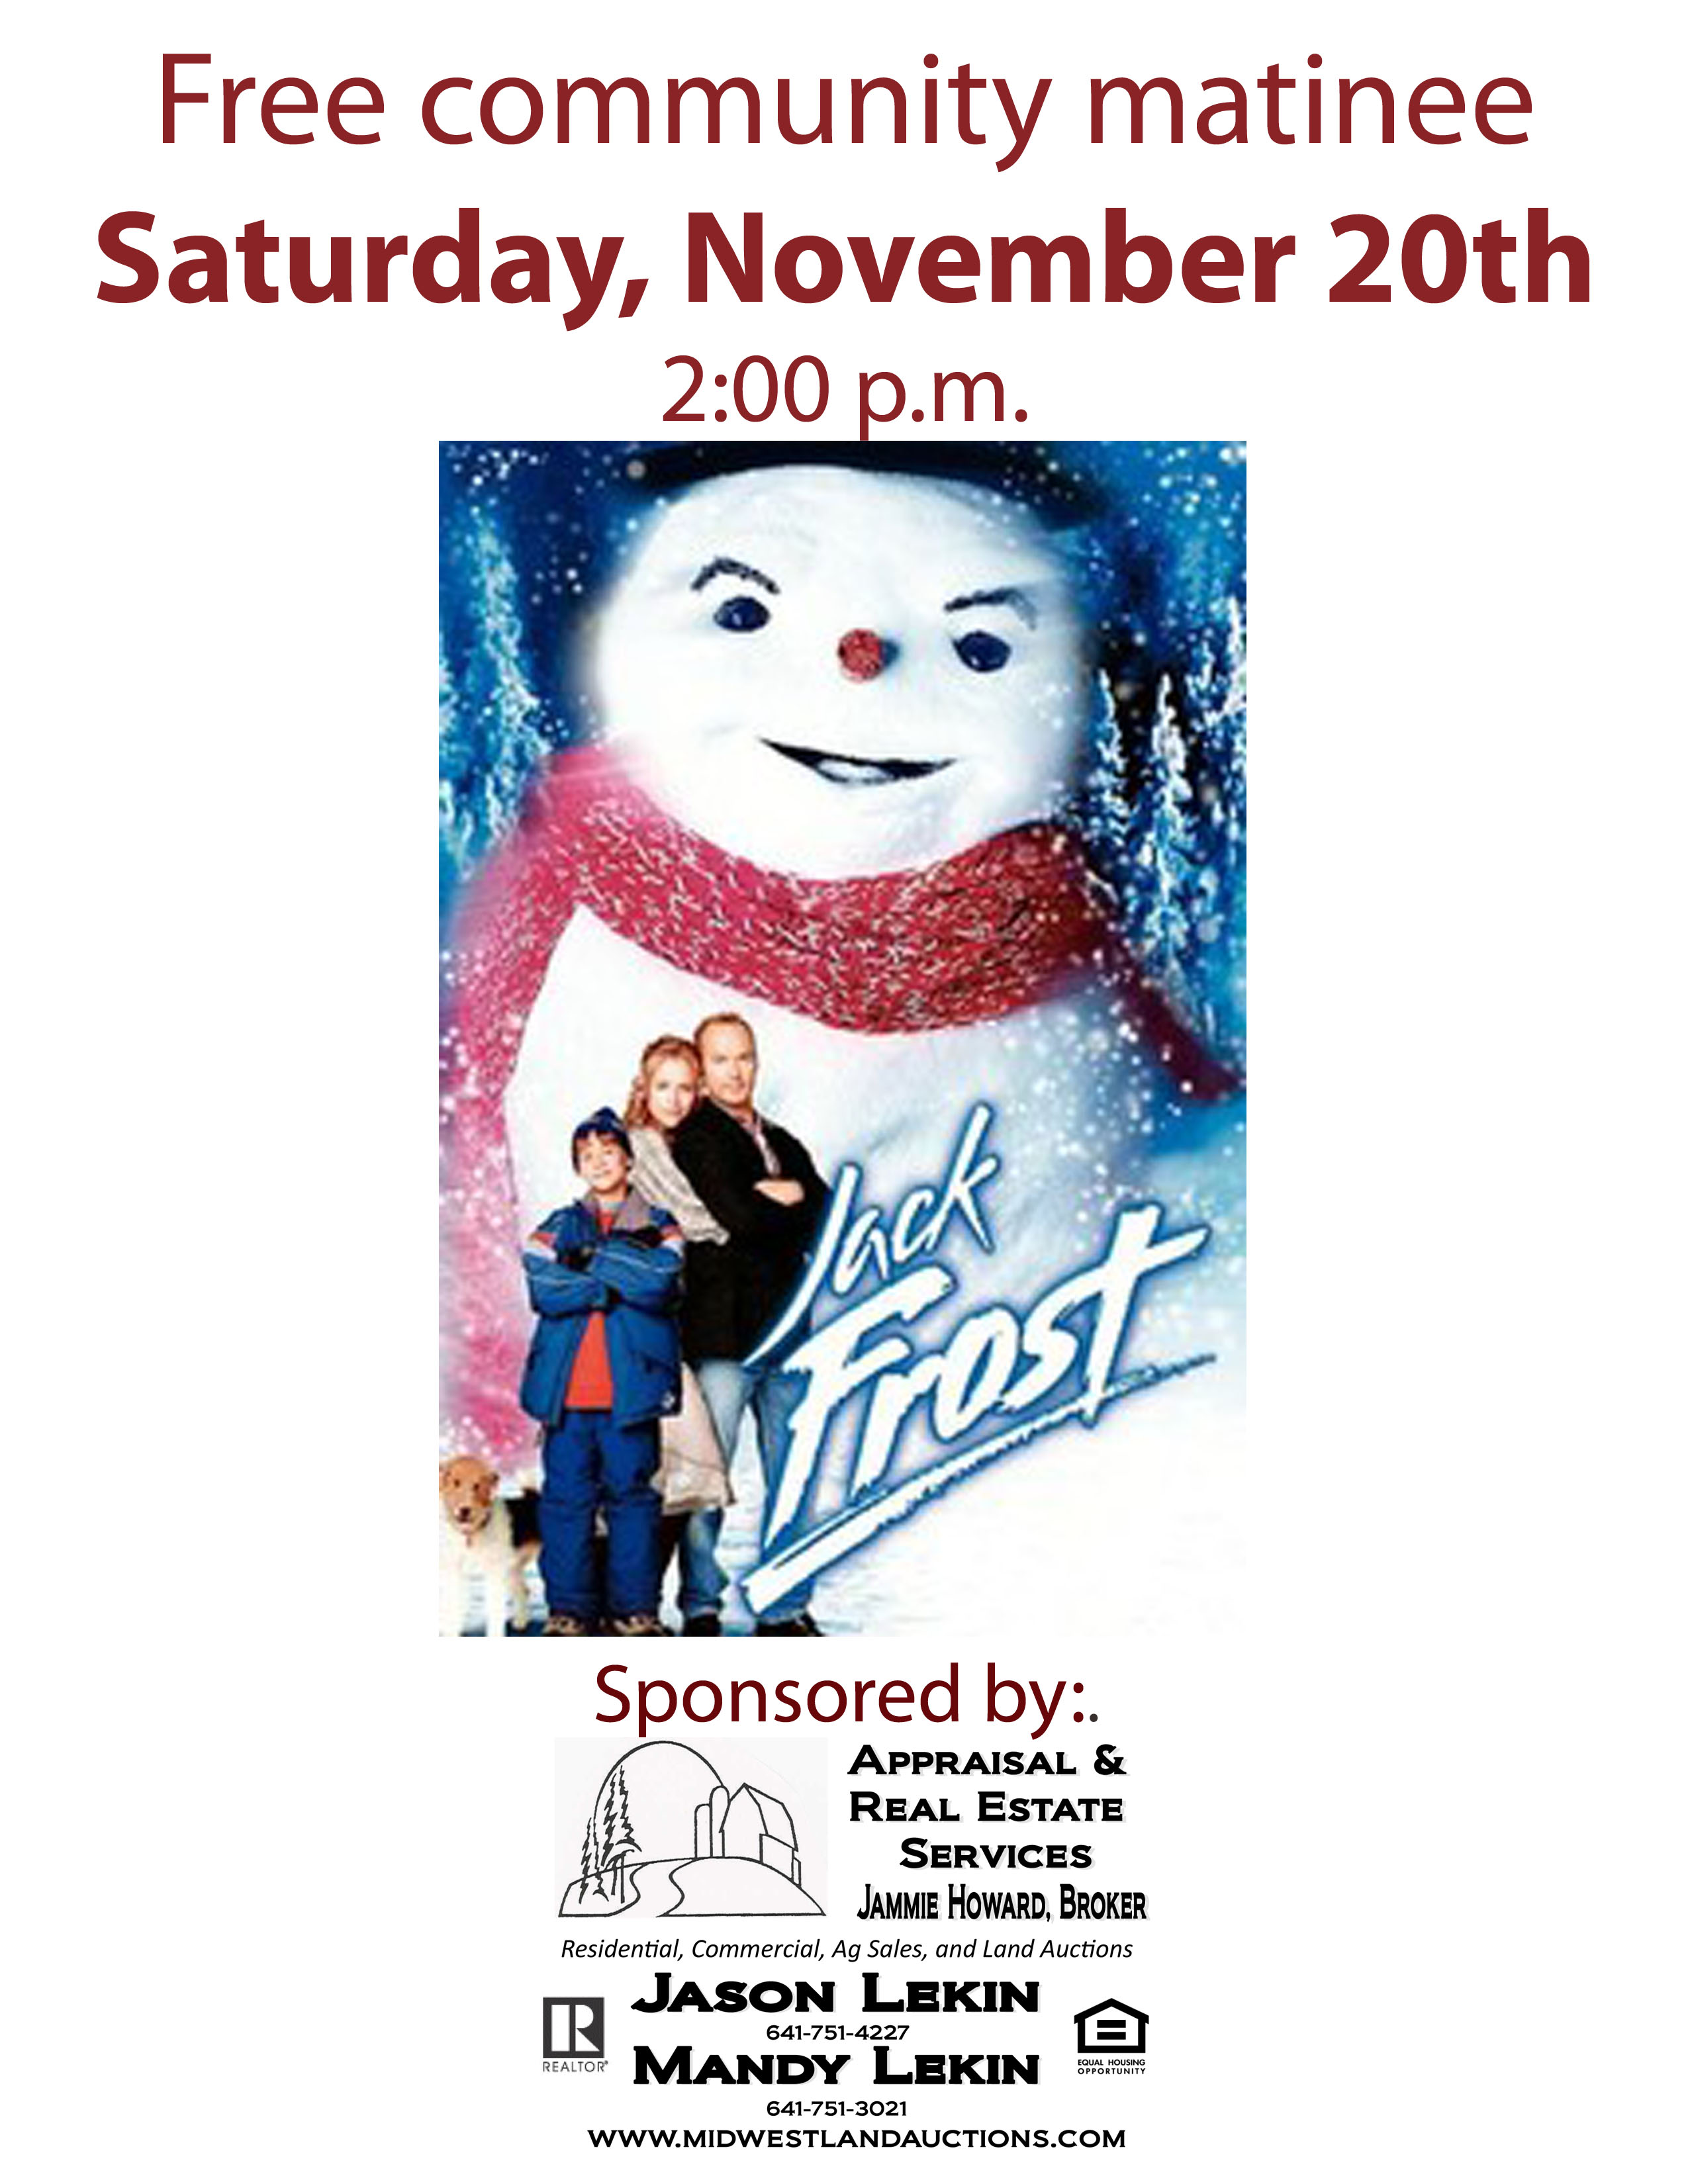 Free community matinee
Saturday, November 20th
2:00 p.m.
Jack
Frost
Sponsored by:.
Appraisal &
Real Estate
Services
Jammie Howard, Broker
Residential, Commercial, Ag Sales, and Land Auctions
Jason Lekin
641-751-4227
Mandy Lekin
641-751-3021
R
REALTOR®
EQUAL HOUSING
OPPORTUNITY
WWW.MIDWESTLANDAUCTIONS.COM